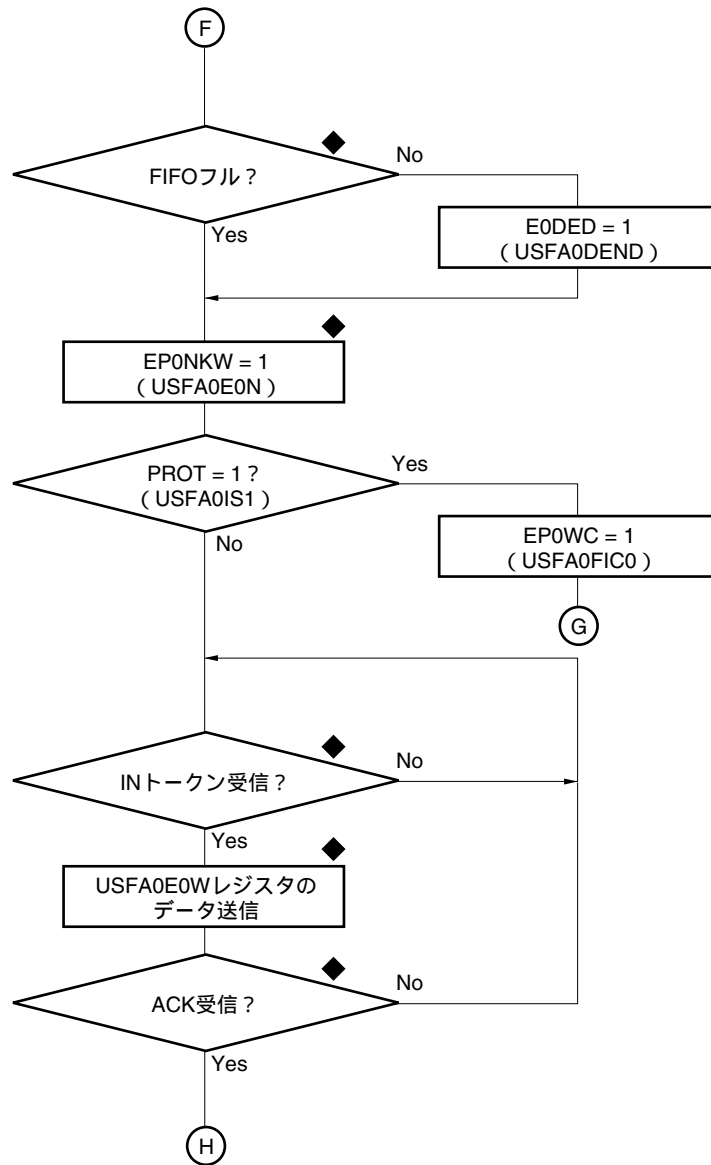 F
FIFOフル？
No
Yes
E0DED = 1
（USFA0DEND）
EP0NKW = 1
（USFA0E0N）
PROT = 1？
（USFA0IS1）
Yes
No
EP0WC = 1
（USFA0FIC0）
G
INトークン受信？
No
Yes
USFA0E0Wレジスタの
データ送信
ACK受信？
No
Yes
H